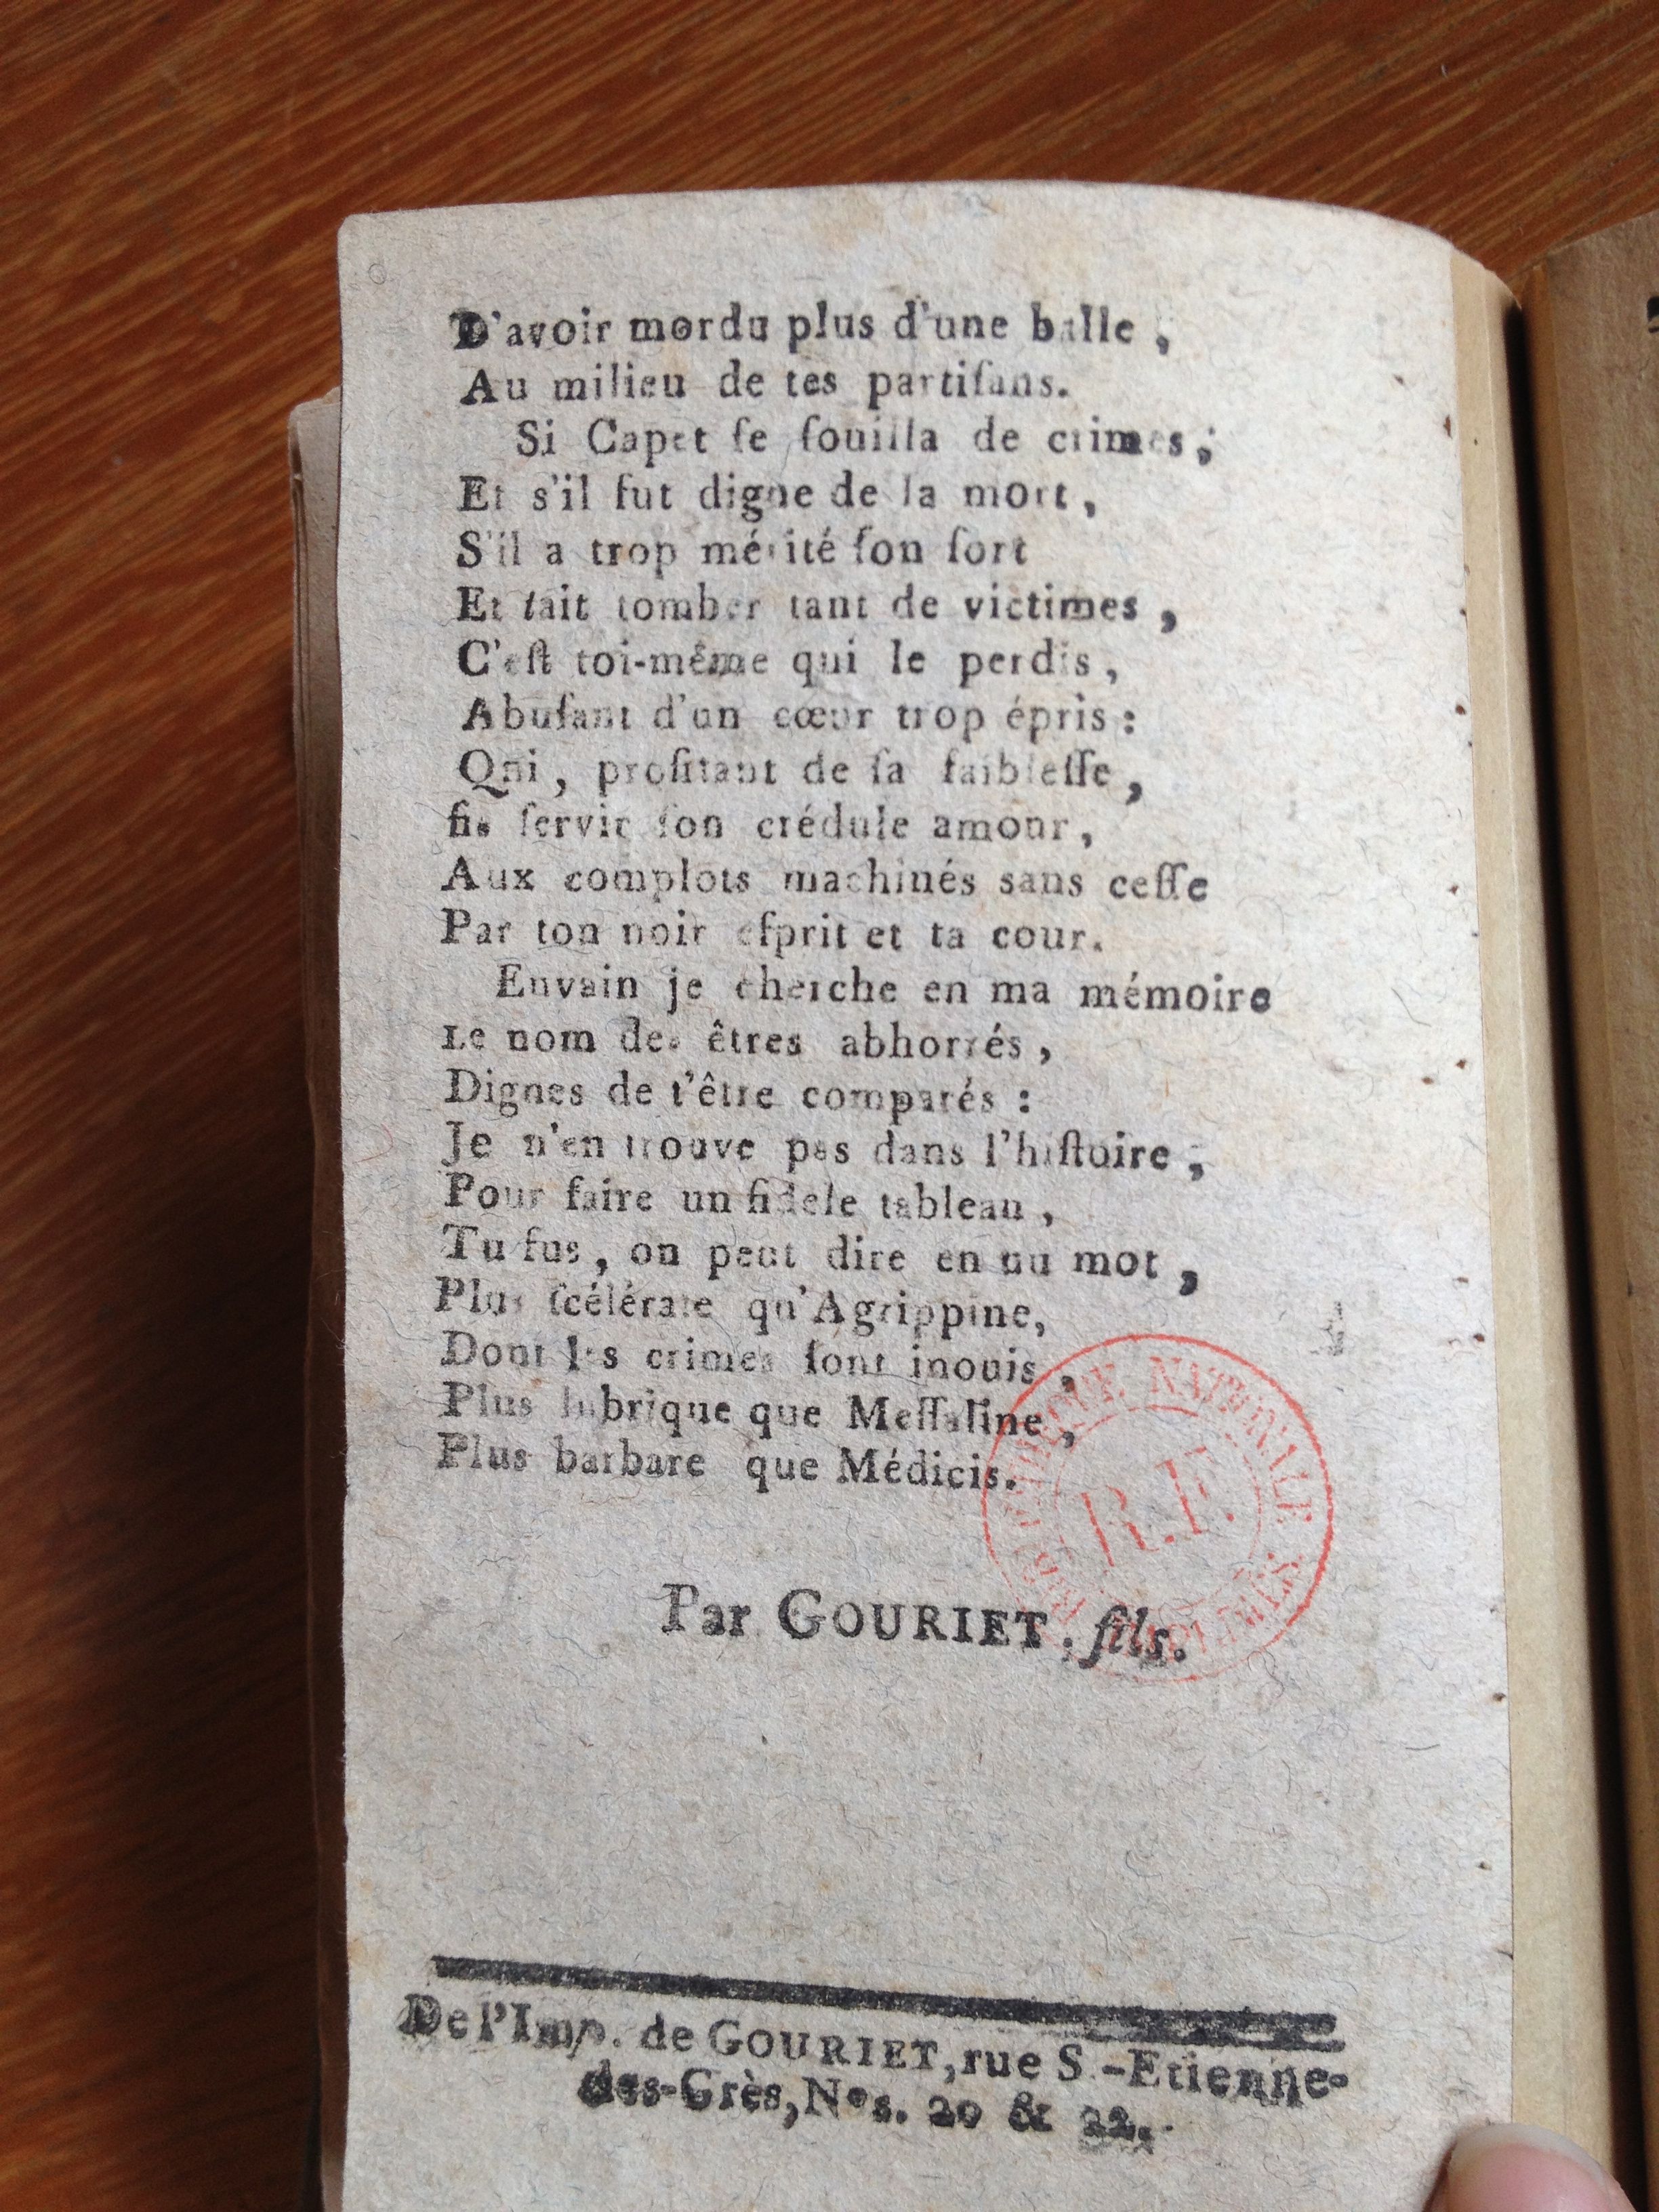 D'avoir mordu plus d'une balle,
Au milieu de tes partiſans.
Si Capet ſe ſouilla de crimes;
Et s'il fut digne de la mort,
S'il a trop mérité ſon ſort
Et fait tomber tant de victimes,
C'eſt toi-même qui le perdis,
Abuſant d'un cœur trop épris :
Qui, profitant de ſa faibleſſe,
fis ſervir ſon crédule amour,
Aux complots machinés sans ceſſe
Par ton noir eſprit et ta cour.
Envain je cherche en ma mémoire
Le nom des êtres abhorrés,
Dignes de t'être comparés :
Je n'en trouve pas dans l'hiſtoire,
Pour faire un fidele tableau,
Tu fus, on peut dire en un mot,
Plus ſcélérate qu'Agrippine,
Dont les crimes ſont inouis,
Plus lubrique que Meſſaline,
Plus barbare que Médicis.
BIBLIOTHEQUE NATIONALE
R.F.
Par GOURIET, fils.
De l'Imp. de GOURIET, rue S.-Etienne-
des-Grès, Nos. 20 & 22.